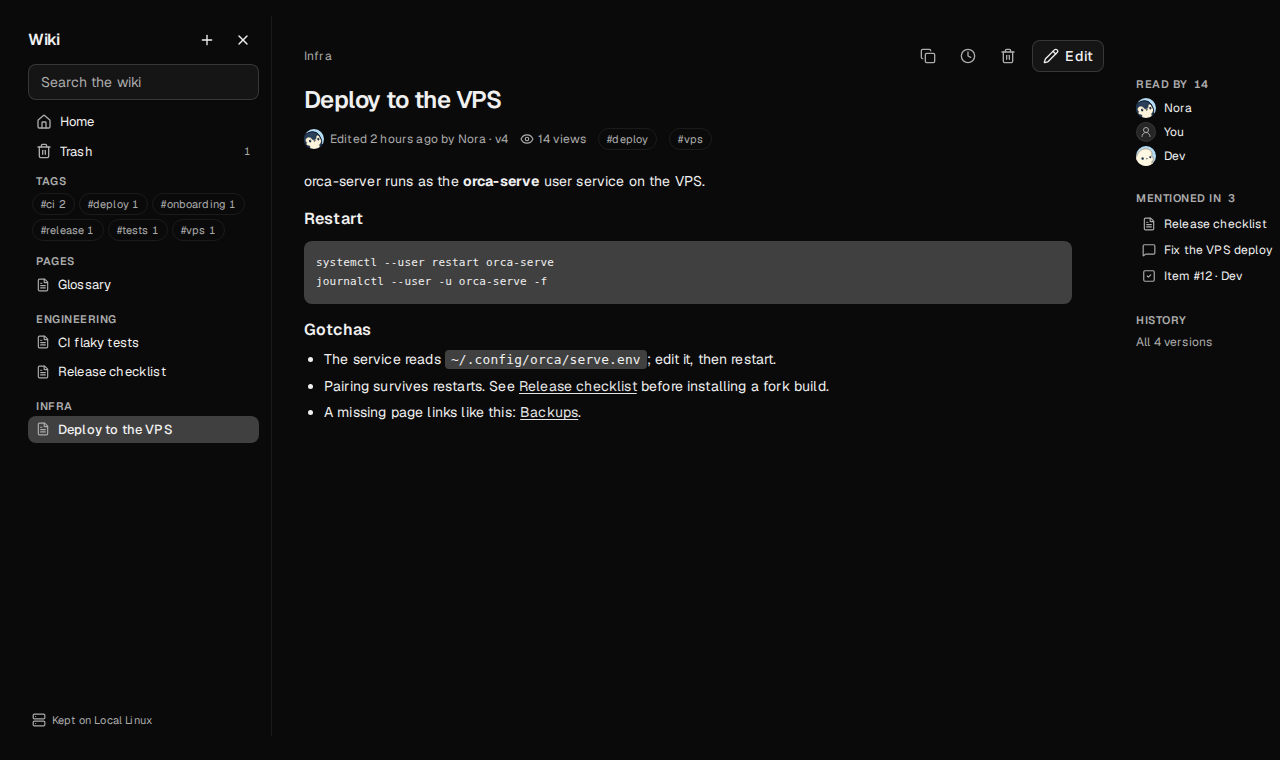 Wiki
Search the wiki
Home
Trash 1
TAGS
#ci 2 #deploy 1 #onboarding 1
#release 1 #tests 1 #vps 1
PAGES
Glossary
ENGINEERING
CI flaky tests
Release checklist
INFRA
Deploy to the VPS
Kept on Local Linux
Infra
Edit
Deploy to the VPS
Edited 2 hours ago by Nora · v4 14 views #deploy #vps
orca-server runs as the orca-serve user service on the VPS.
Restart
systemctl --user restart orca-serve
journalctl --user -u orca-serve -f
Gotchas
• The service reads ~/.config/orca/serve.env; edit it, then restart.
• Pairing survives restarts. See Release checklist before installing a fork build.
• A missing page links like this: Backups.
READ BY 14
Nora
You
Dev
MENTIONED IN 3
Release checklist
Fix the VPS deploy
Item #12 · Dev
HISTORY
All 4 versions